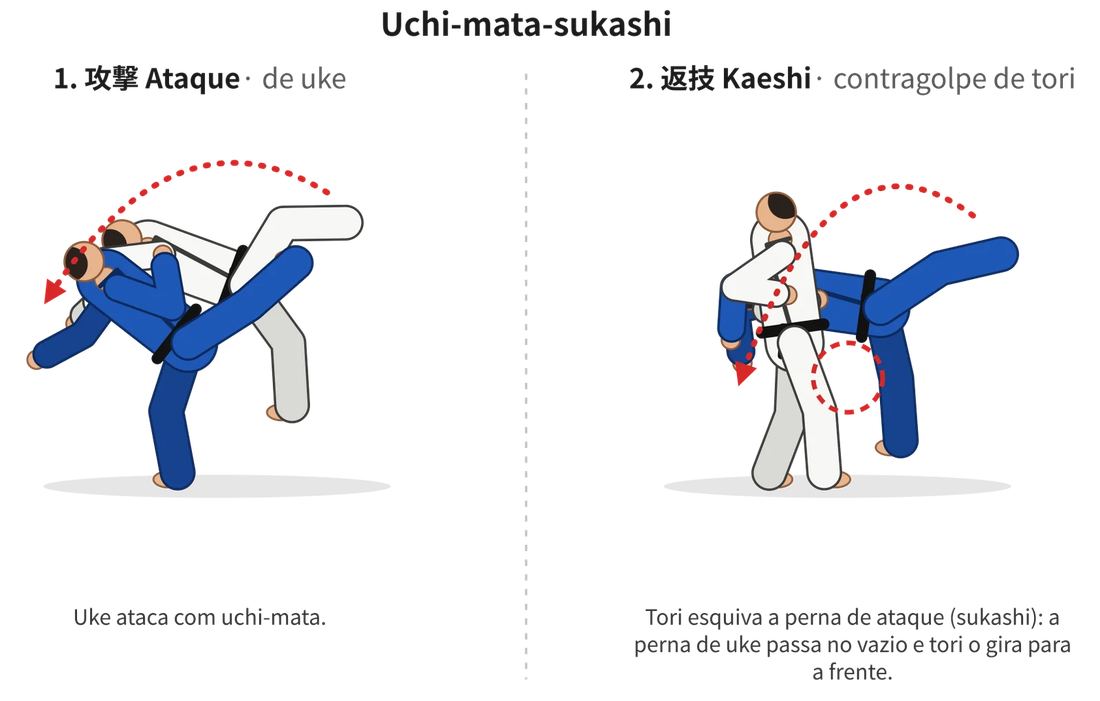 Uchi-mata-sukashi
1. 攻撃 Ataque · de uke
2. 返技 Kaeshi · contragolpe de tori
Uke ataca com uchi-mata.
Tori esquiva a perna de ataque (sukashi): a
perna de uke passa no vazio e tori o gira para
a frente.